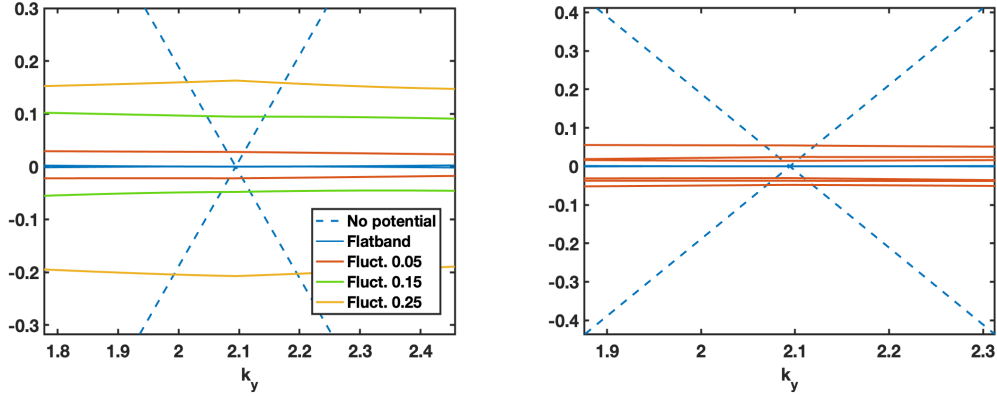 0.3
0.2
0.1
0
-0.1
-0.2
-0.3
1.8 1.9 2 2.1 2.2 2.3 2.4
k_y
No potential
Flatband
Fluct. 0.05
Fluct. 0.15
Fluct. 0.25
0.4
0.3
0.2
0.1
0
-0.1
-0.2
-0.3
-0.4
1.9 2 2.1 2.2 2.3
k_y